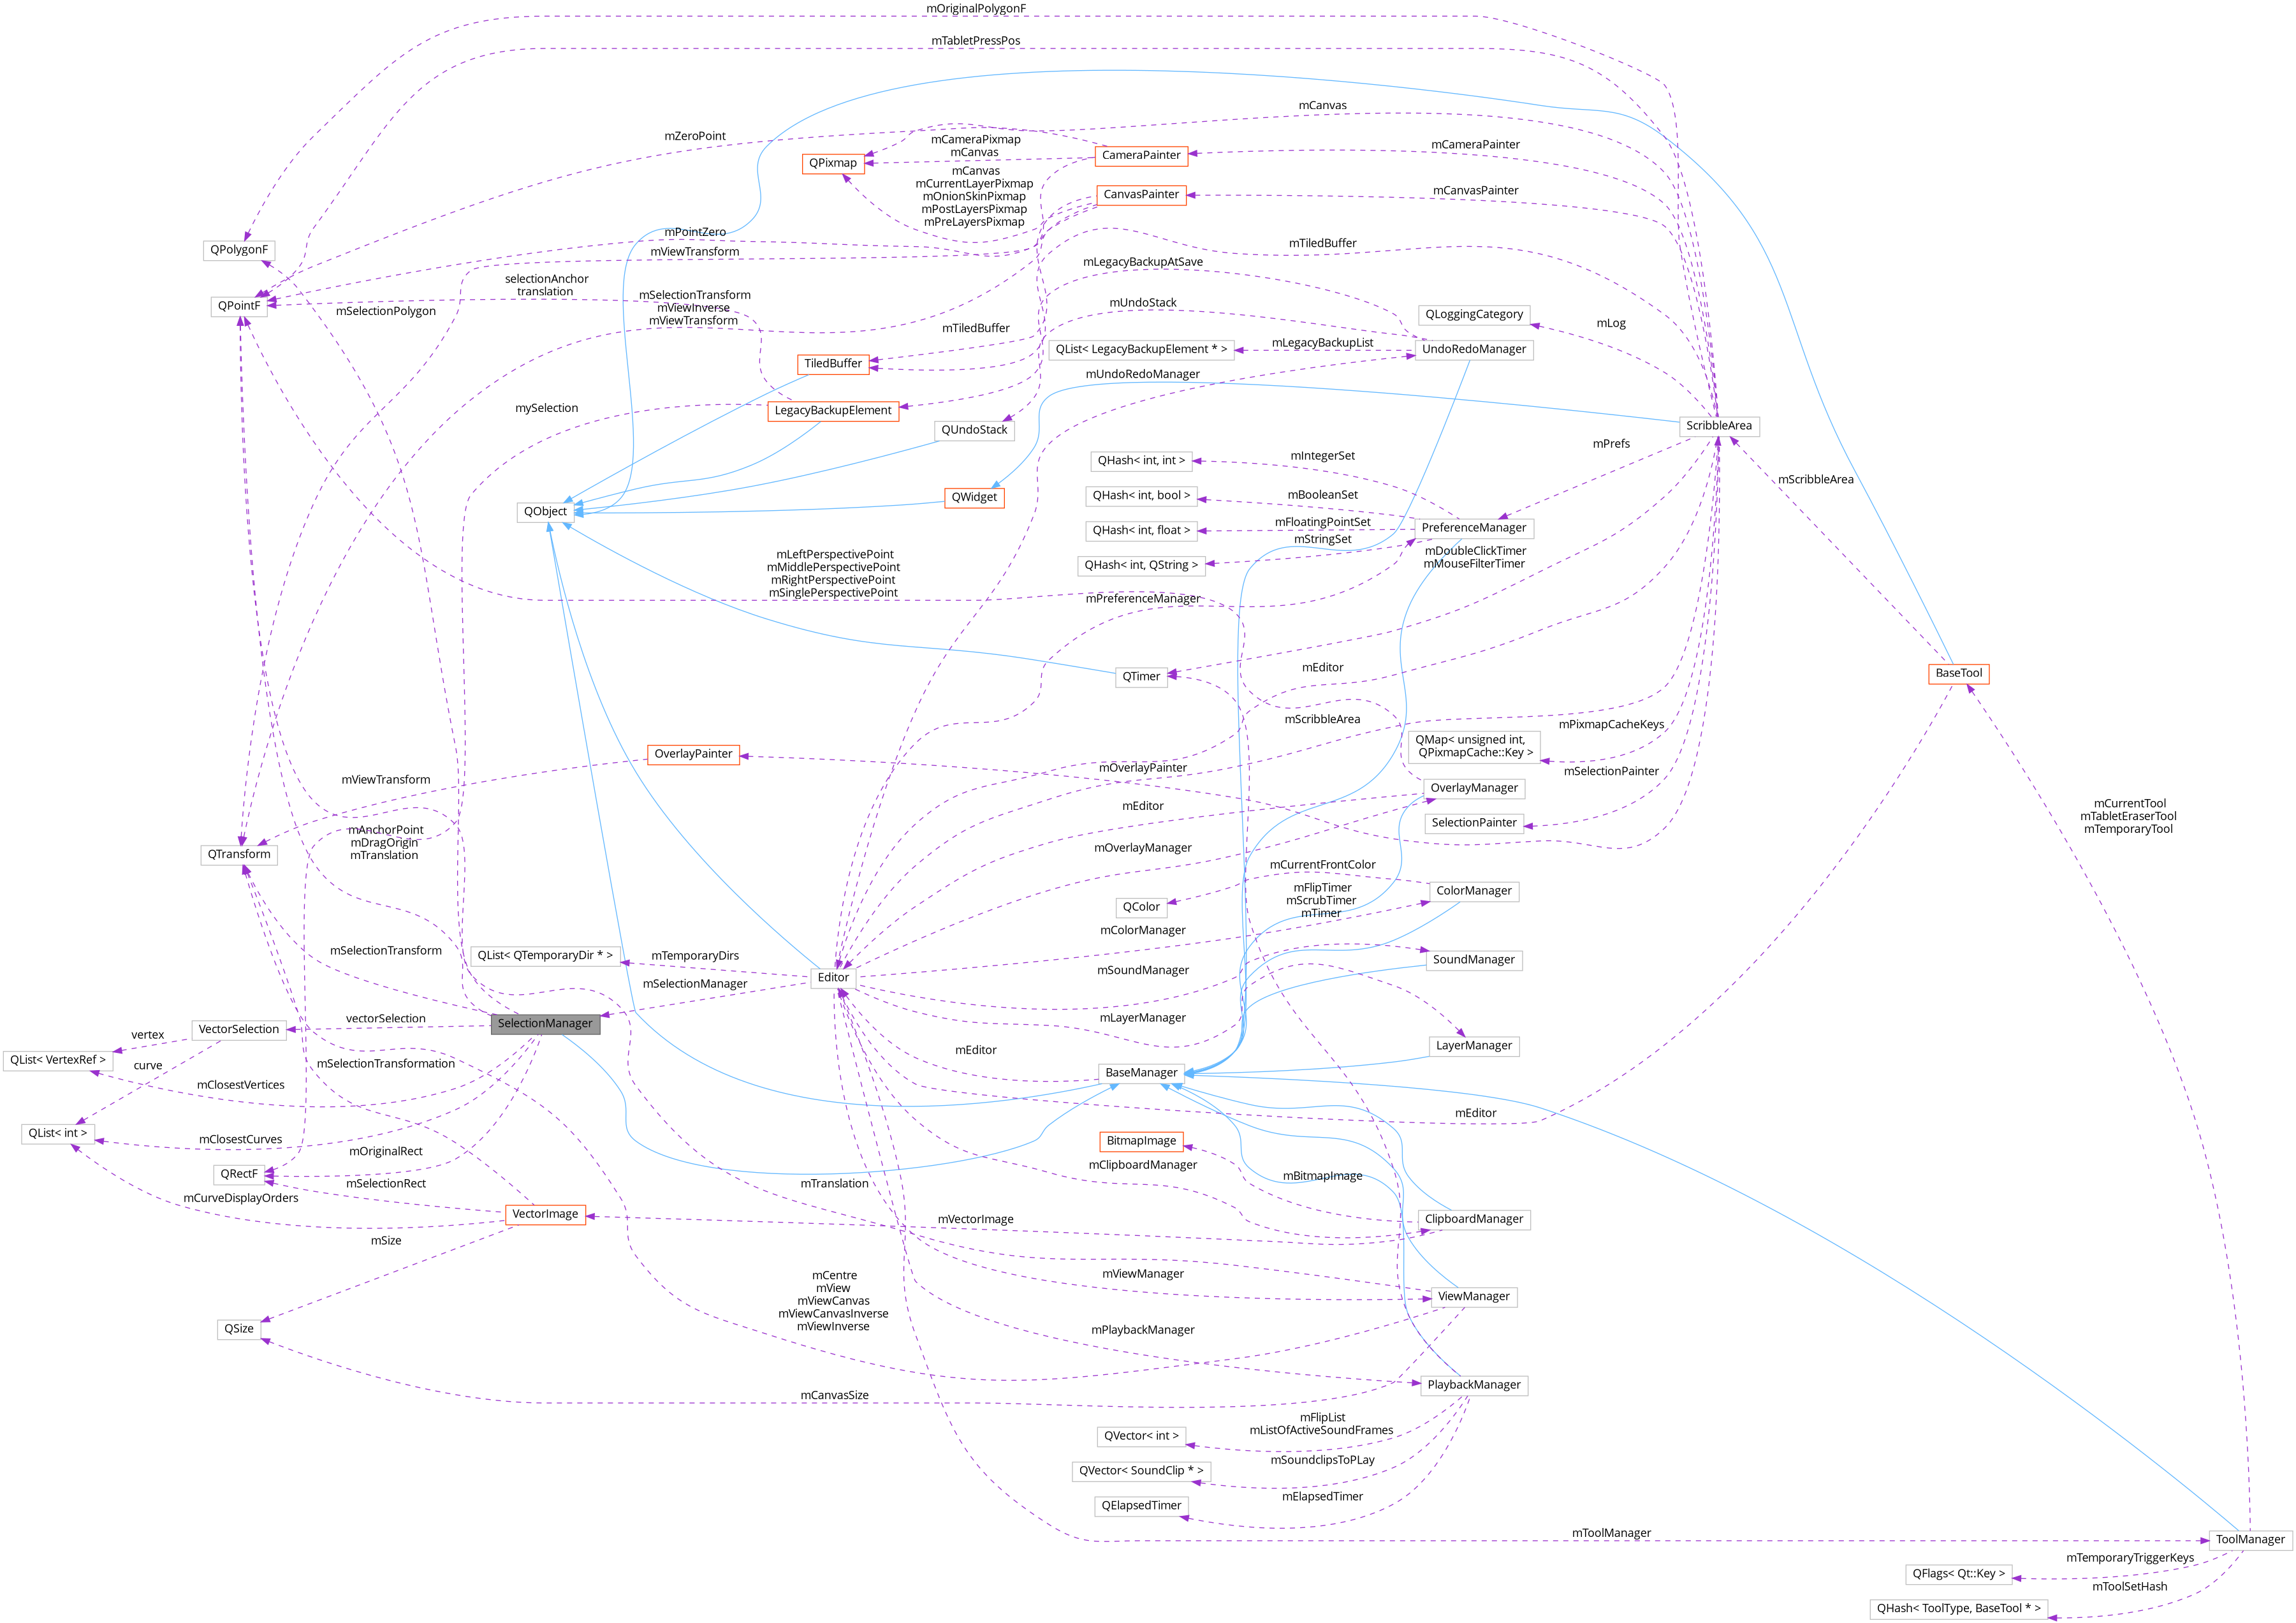 mOriginalPolygonF
mTabletPressPos
mCanvas
mZeroPoint
mCameraPixmap
mCanvas
mCameraPainter
QPixmap
CameraPainter
mCanvas
mCurrentLayerPixmap
mOnionSkinPixmap
mPostLayersPixmap
mPreLayersPixmap
CanvasPainter
mCanvasPainter
QPolygonF
mPointZero
mViewTransform
mTiledBuffer
mLegacyBackupAtSave
selectionAnchor
translation
mSelectionTransform
mViewInverse
mViewTransform
QPointF
mSelectionPolygon
mUndoStack
QLoggingCategory
mLog
mTiledBuffer
mLegacyBackupList
QList< LegacyBackupElement * >
UndoRedoManager
TiledBuffer
mUndoRedoManager
mySelection
LegacyBackupElement
QUndoStack
ScribbleArea
mPrefs
mIntegerSet
QHash< int, int >
mScribbleArea
QWidget
mBooleanSet
QHash< int, bool >
QObject
mFloatingPointSet
QHash< int, float >
PreferenceManager
mStringSet
QHash< int, QString >
mDoubleClickTimer
mMouseFilterTimer
mLeftPerspectivePoint
mMiddlePerspectivePoint
mRightPerspectivePoint
mSinglePerspectivePoint
mPreferenceManager
mEditor
QTimer
BaseTool
mScribbleArea
mPixmapCacheKeys
QMap< unsigned int,
QPixmapCache::Key >
OverlayPainter
mOverlayPainter
mSelectionPainter
mViewTransform
OverlayManager
mEditor
mCurrentTool
mTabletEraserTool
mTemporaryTool
SelectionPainter
mAnchorPoint
mDragOrigin
mTranslation
QTransform
mOverlayManager
mCurrentFrontColor
mFlipTimer
mScrubTimer
mTimer
ColorManager
QColor
mColorManager
mSelectionTransform
QList< QTemporaryDir * >
mTemporaryDirs
Editor
mSoundManager
SoundManager
mSelectionManager
vectorSelection
SelectionManager
VectorSelection
mLayerManager
vertex
QList< VertexRef >
curve
mSelectionTransformation
mEditor
LayerManager
BaseManager
mClosestVertices
mEditor
QList< int >
mClosestCurves
BitmapImage
mOriginalRect
mClipboardManager
QRectF
mSelectionRect
mTranslation
mBitmapImage
mCurveDisplayOrders
VectorImage
mVectorImage
ClipboardManager
mSize
mCentre
mView
mViewCanvas
mViewCanvasInverse
mViewInverse
mViewManager
ViewManager
QSize
mPlaybackManager
mCanvasSize
PlaybackManager
mFlipList
mListOfActiveSoundFrames
QVector< int >
mSoundclipsToPLay
QVector< SoundClip * >
mElapsedTimer
QElapsedTimer
mToolManager
ToolManager
mTemporaryTriggerKeys
QFlags< Qt::Key >
mToolSetHash
QHash< ToolType, BaseTool * >